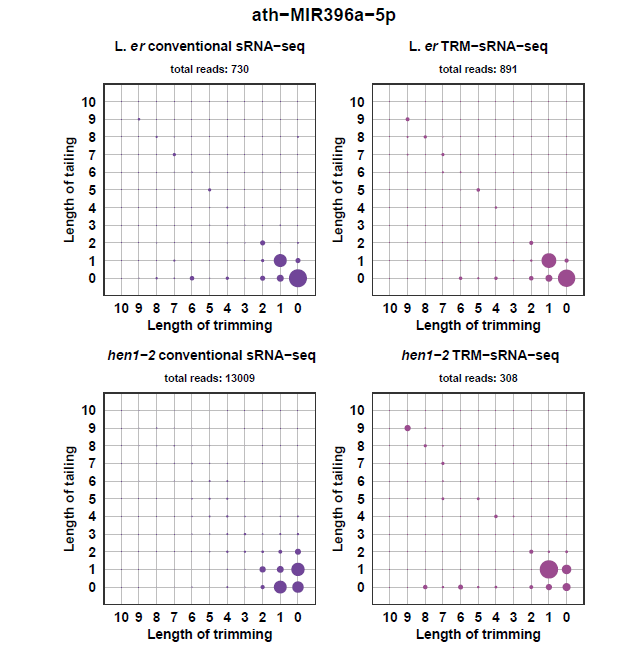 ath−MIR396a−5p
L. er conventional sRNA−seq
total reads: 730
10
9
8
7
6
5
4
3
2
1
0
Length of tailing
10 9 8 7 6 5 4 3 2 1 0
Length of trimming
L. er TRM−sRNA−seq
total reads: 891
10
9
8
7
6
5
4
3
2
1
0
Length of tailing
10 9 8 7 6 5 4 3 2 1 0
Length of trimming
hen1−2 conventional sRNA−seq
total reads: 13009
10
9
8
7
6
5
4
3
2
1
0
Length of tailing
10 9 8 7 6 5 4 3 2 1 0
Length of trimming
hen1−2 TRM−sRNA−seq
total reads: 308
10
9
8
7
6
5
4
3
2
1
0
Length of tailing
10 9 8 7 6 5 4 3 2 1 0
Length of trimming